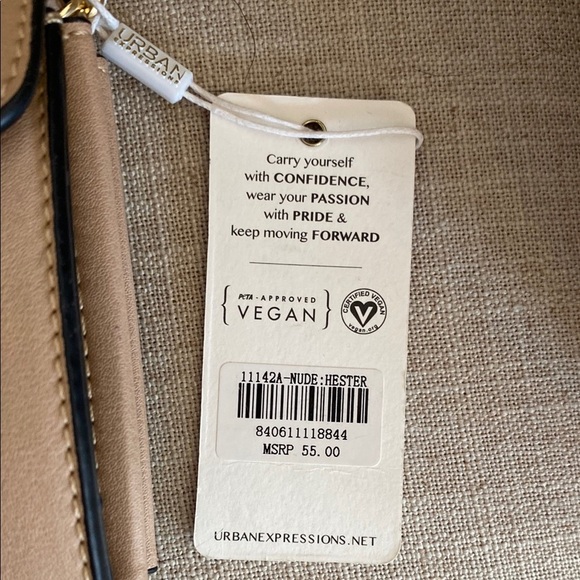 URBAN
EXPRESSIONS
Carry yourself
with CONFIDENCE,
wear your PASSION
with PRIDE &
keep moving FORWARD
PETA - APPROVED
VEGAN
CERTIFIED VEGAN
vegan.org
11142A-NUDE:HESTER
840611118844
MSRP 55.00
URBANEXPRESSIONS.NET